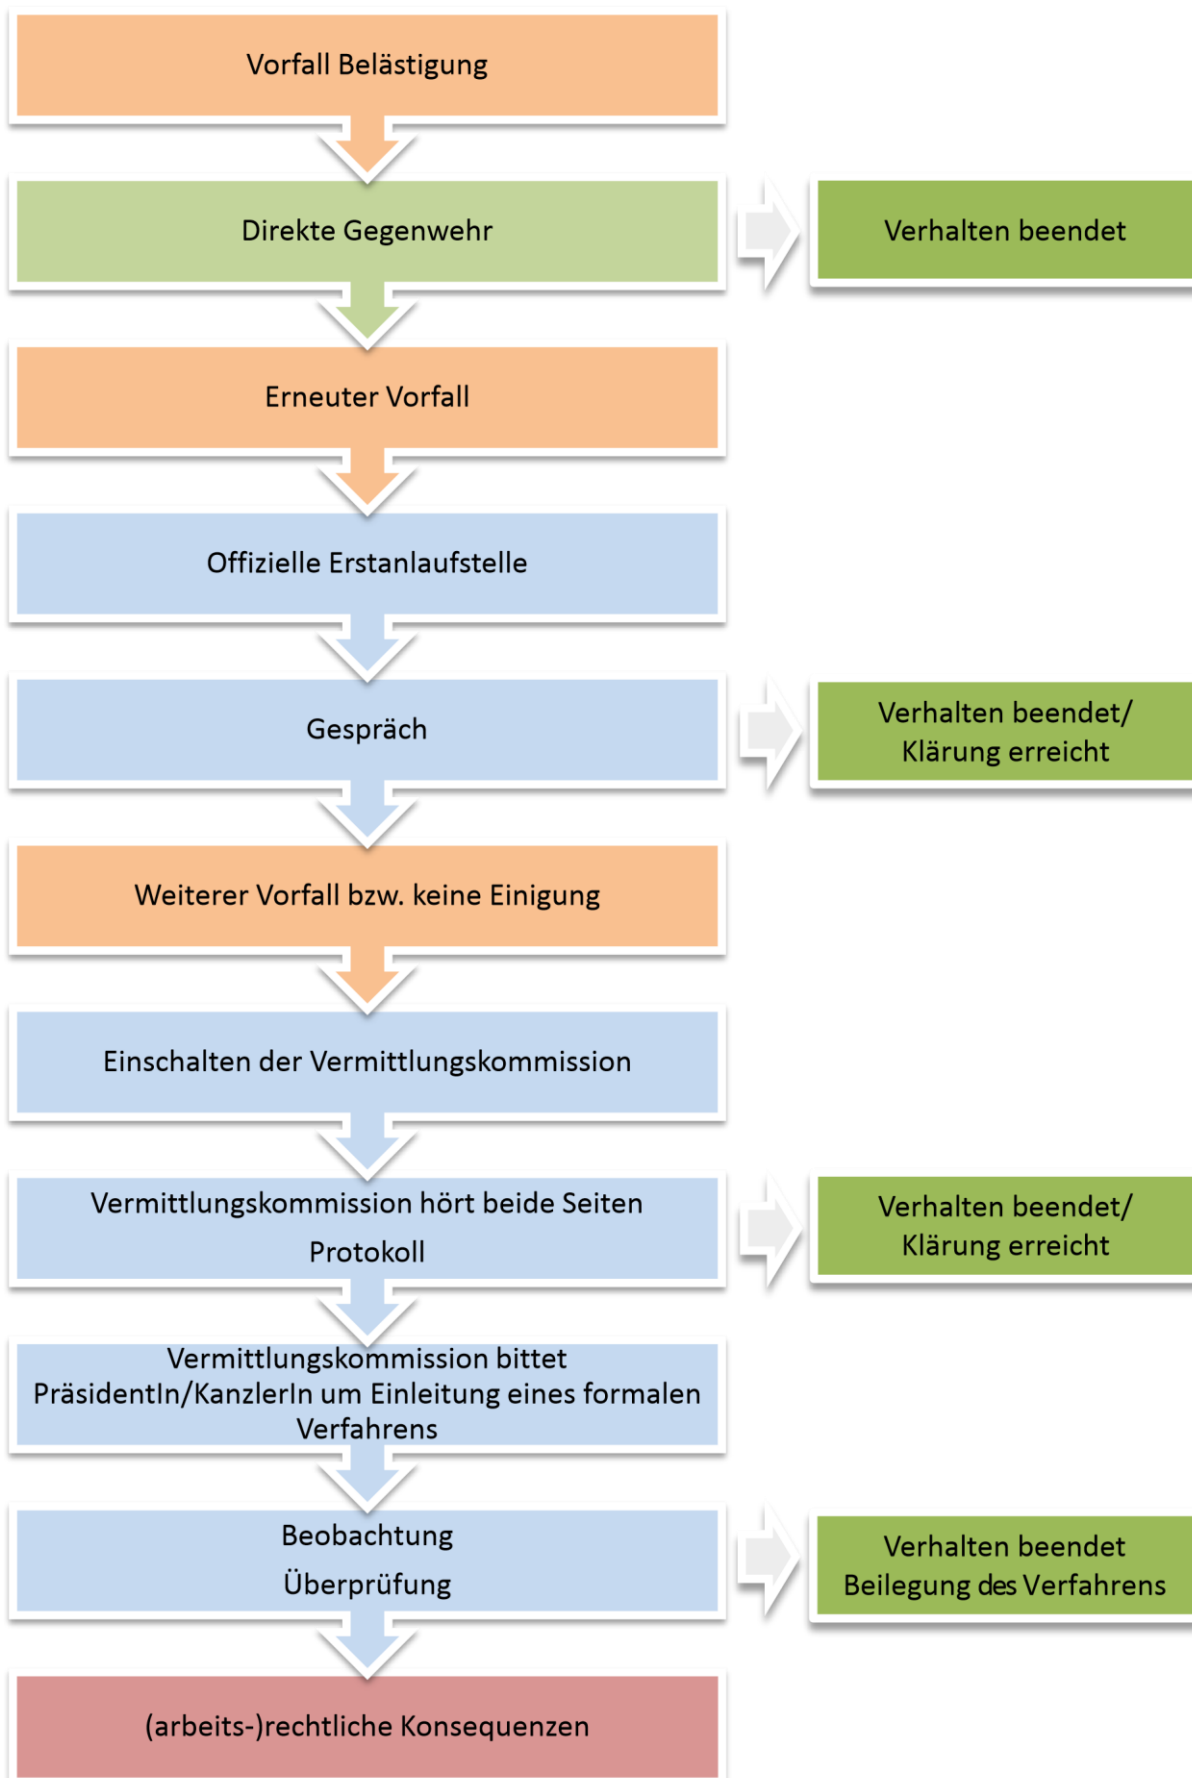 Vorfall Belästigung
Direkte Gegenwehr
Verhalten beendet
Erneuter Vorfall
Offizielle Erstanlaufstelle
Gespräch
Verhalten beendet/
Klärung erreicht
Weiterer Vorfall bzw. keine Einigung
Einschalten der Vermittlungskommission
Vermittlungskommission hört beide Seiten
Protokoll
Verhalten beendet/
Klärung erreicht
Vermittlungskommission bittet
PräsidentIn/KanzlerIn um Einleitung eines formalen
Verfahrens
Beobachtung
Überprüfung
Verhalten beendet
Beilegung des Verfahrens
(arbeits-)rechtliche Konsequenzen